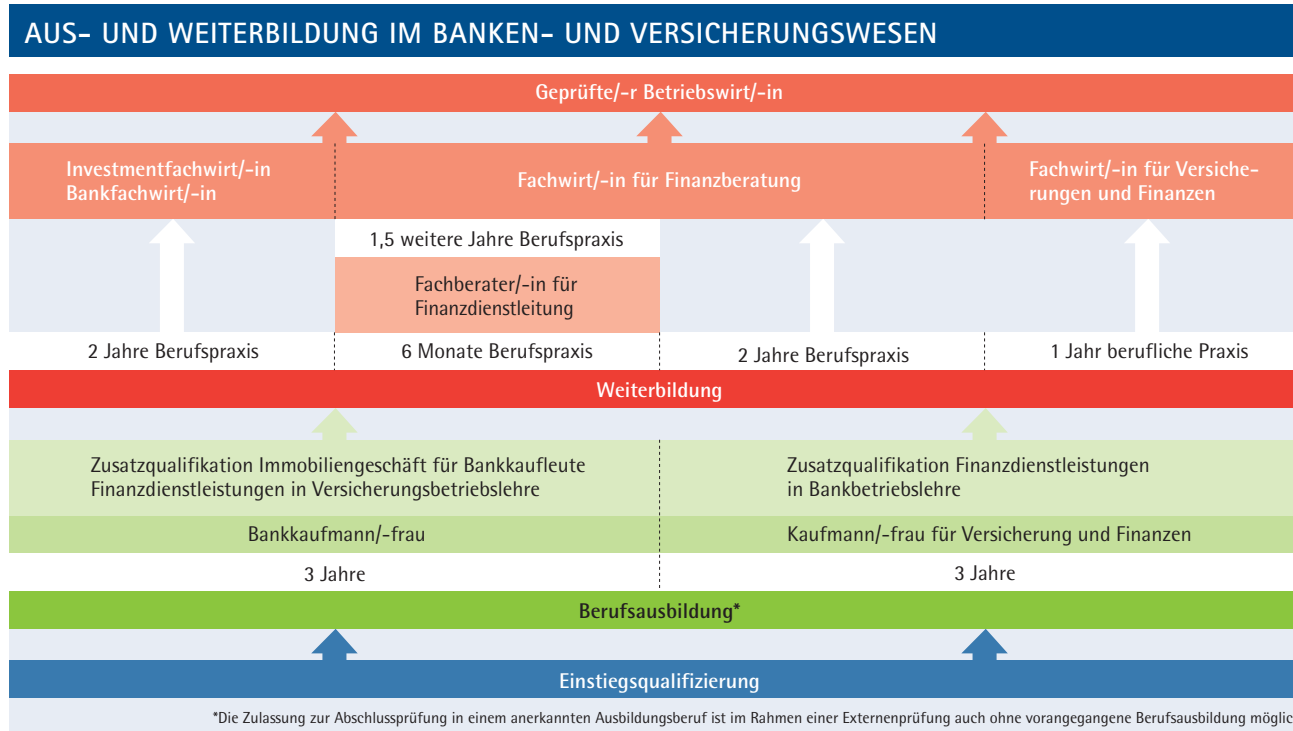 AUS- UND WEITERBILDUNG IM BANKEN- UND VERSICHERUNGSWESEN
Geprüfte/-r Betriebswirt/-in
Investmentfachwirt/-in
Bankfachwirt/-in
Fachwirt/-in für Finanzberatung
Fachwirt/-in für Versiche-
rungen und Finanzen
1,5 weitere Jahre Berufspraxis
Fachberater/-in für
Finanzdienstleitung
2 Jahre Berufspraxis
6 Monate Berufspraxis
2 Jahre Berufspraxis
1 Jahr berufliche Praxis
Weiterbildung
Zusatzqualifikation Immobiliengeschäft für Bankkaufleute
Finanzdienstleistungen in Versicherungsbetriebslehre
Zusatzqualifikation Finanzdienstleistungen
in Bankbetriebslehre
Bankkaufmann/-frau
Kaufmann/-frau für Versicherung und Finanzen
3 Jahre
3 Jahre
Berufsausbildung*
Einstiegsqualifizierung
*Die Zulassung zur Abschlussprüfung in einem anerkannten Ausbildungsberuf ist im Rahmen einer Externenprüfung auch ohne vorangegangene Berufsausbildung möglic